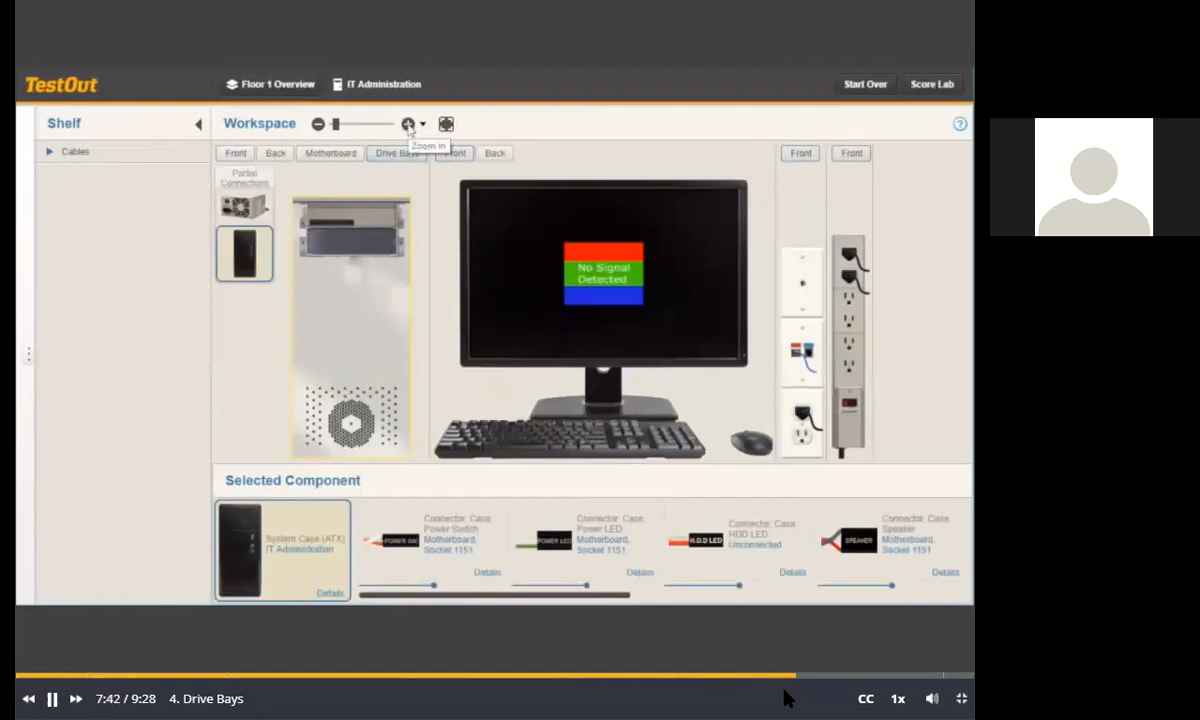 TestOut
Floor 1 Overview
IT Administration
Start Over
Score Lab
Shelf
Workspace
Zoom in
Cables
Front
Back
Motherboard
Drive Bays
Front
Back
Front
Front
Partial
Connections
No Signal
Detected
Selected Component
System Case (ATX)
IT Administration
Details
POWER SW
Connector, Case,
Power Switch
Motherboard,
Socket 1151
Details
POWER LED
Connector, Case
Power LED
Motherboard,
Socket 1151
Details
H.D.D LED
Connector, Case
HDD LED
Unconnected
Details
SPEAKER
Connector, Case
Speaker
Motherboard,
Socket 1151
Details
7:42 / 9:28
4. Drive Bays
CC
1x